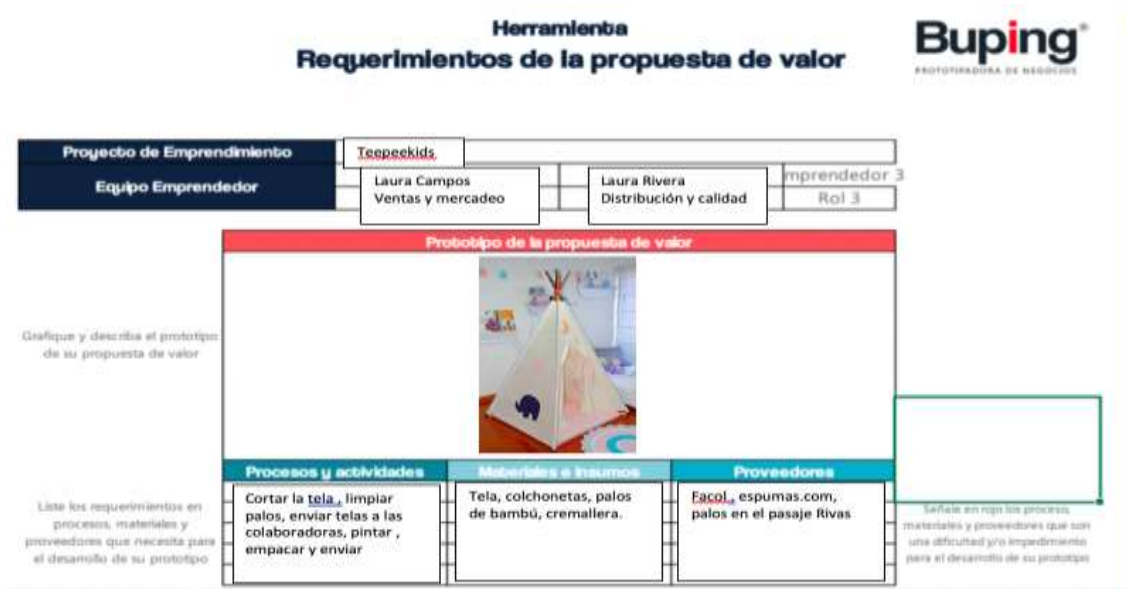 Herramienta
Requerimientos de la propuesta de valor
Buping®
PROTOTIPADORA DE NEGOCIOS
Proyecto de Emprendimiento
Teepeekids
Equipo Emprendedor
Laura Campos
Ventas y mercadeo
Laura Rivera
Distribución y calidad
mprendedor 3
Rol 3
Prototipo de la propuesta de valor
Grafique y describa el prototipo
de su propuesta de valor
Procesos y actividades
Materiales e Insumos
Proveedores
Liste los requerimientos en
procesos, materiales y
proveedores que necesita para
el desarrollo de su prototipo
Cortar la tela , limpiar
palos, enviar telas a las
colaboradoras, pintar ,
empacar y enviar
Tela, colchonetas, palos
de bambú, cremallera.
Facol , espumas.com,
palos en el pasaje Rivas
Señale en rojo los proceso,
materiales y proveedores que son
una dificultad y/o impedimento
para el desarrollo de su prototipo